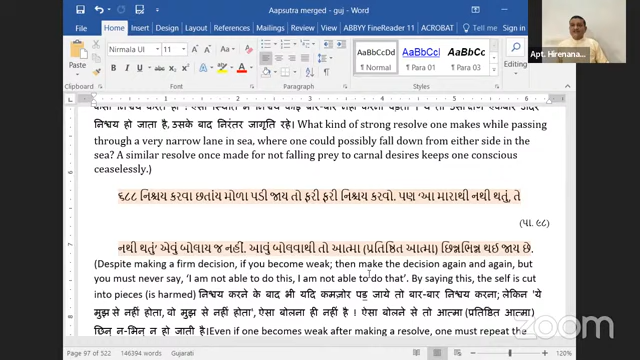 Aapsutra merged - guj - Word
Home Insert Page La Referenc Mailings Review View ABBYY FineReader 11 ACROBAT Tell me Share
Paste
Clipboard
Nirmala UI 11
B I U abc
Font
Paragraph
AaBbCcDd AaBbCcI AaBbCc
¶ Normal ¶ Para 01 ¶ Para 03
Styles
Editing
Apt. Hirenana...
निश्चय हो जाता है, उसके बाद निरंतर जागृति रहे। What kind of strong resolve one makes while passing
through a very narrow lane in sea, where one could possibly fall down from either side in the
sea? A similar resolve once made for not falling prey to carnal desires keeps one conscious
ceaselessly.)
૬૮૮ નિશ્ચય કરવા છતાંય મોળા પડી જાય તો ફરી ફરી નિશ્ચય કરવો. પણ ‘આ મારાથી નથી થતું, તે
(પા. ૯૮)
નથી થતું’ એવું બોલાય જ નહીં. આવું બોલવાથી તો આત્મા (પ્રતિષ્ઠિત આત્મા) છિન્નભિન્ન થઇ જાય છે.
(Despite making a firm decision, if you become weak; then make the decision again and again, but
you must never say, ‘I am not able to do this, I am not able to do that’. By saying this, the self is cut
into pieces (is harmed) निश्चय करने के बाद भी यदि कमज़ोर पड़ जाये तो बार-बार निश्चय करना; लेकिन ‘ये
मुझ से नहीं होता, वो मुझ से नहीं होता’, ऐसा बोलना ही नहीं है ! ऐसा बोलने से तो आत्मा (प्रतिष्ठित आत्मा)
छिन्न-भिन्न हो जाता है।Even if one becomes weak after making a resolve, one must repeat the
Page 97 of 522 146394 words Gujarati
zoom